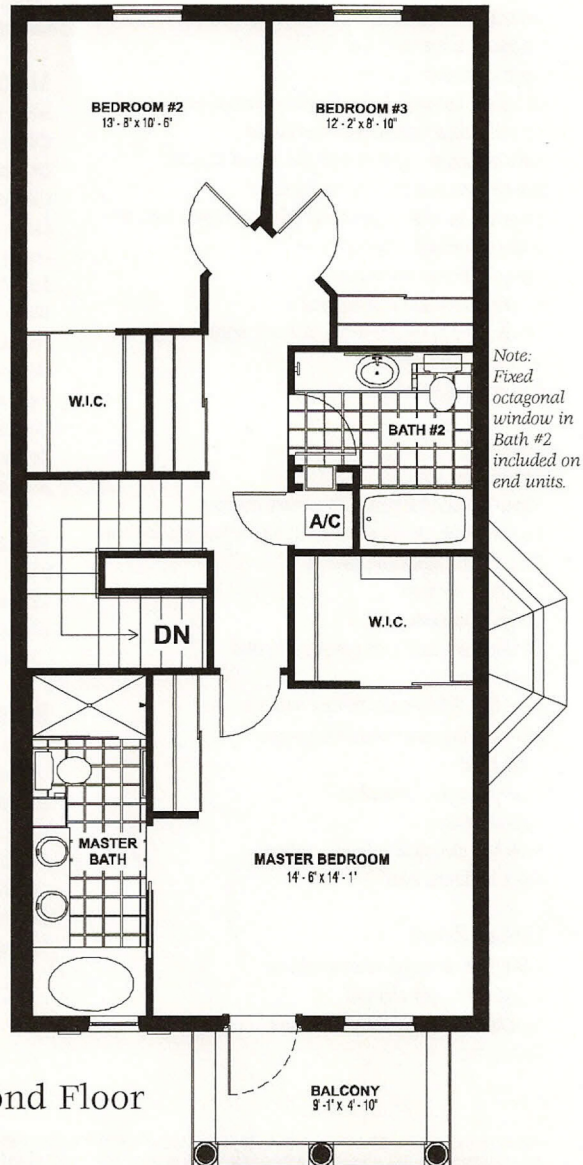 BEDROOM #2
13' - 8" x 10' - 6"
BEDROOM #3
12' - 2" x 8' - 10"
W.I.C.
BATH #2
Note:
Fixed
octagonal
window in
Bath #2
included on
end units.
A/C
W.I.C.
DN
MASTER
BATH
MASTER BEDROOM
14' - 6" x 14' - 1"
ond Floor
BALCONY
9' -1" x 4' - 10"